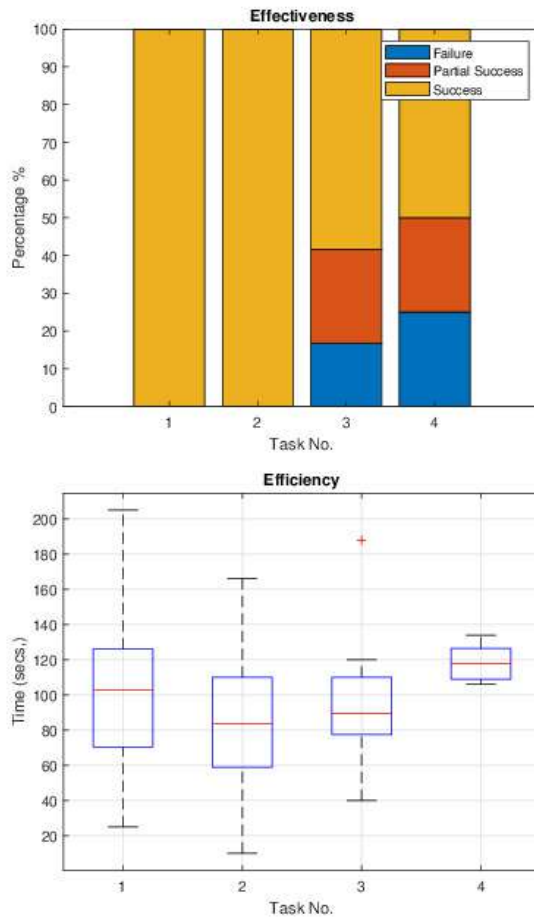 Effectiveness
100
90
80
70
60
50
40
30
20
10
0
Percentage %
Failure
Partial Success
Success
1 2 3 4
Task No.
Efficiency
200
180
160
140
120
100
80
60
40
20
Time (secs,)
1 2 3 4
Task No.